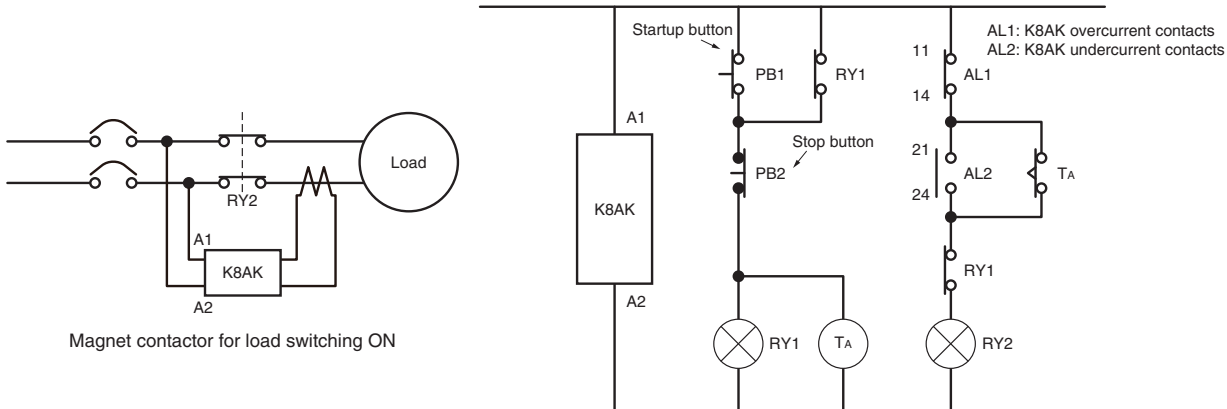 Load
RY2
A1
K8AK
A2
Magnet contactor for load switching ON
Startup button
PB1
RY1
11
AL1
14
AL1: K8AK overcurrent contacts
AL2: K8AK undercurrent contacts
A1
K8AK
A2
Stop button
PB2
21
AL2
24
TA
RY1
RY1
TA
RY2